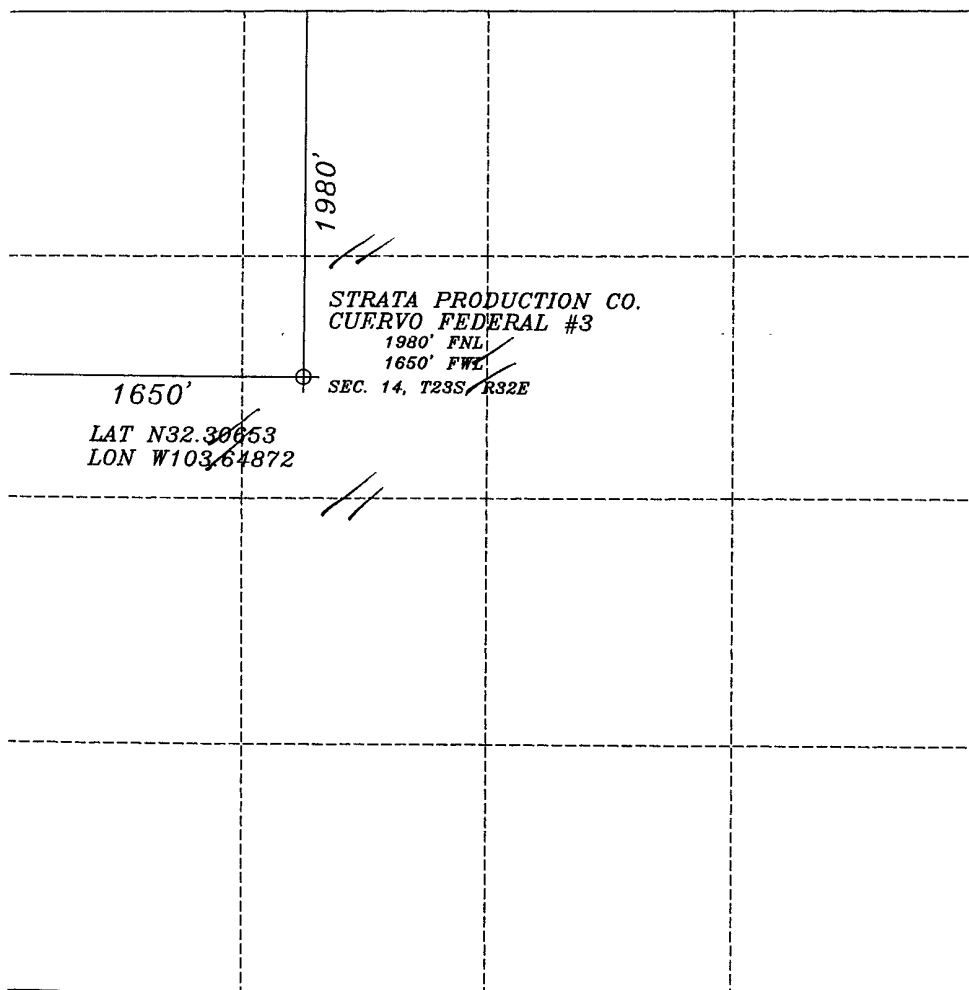 1980'
STRATA PRODUCTION CO.
CUERVO FEDERAL #3
1980' FNL
1650' FWL
SEC. 14, T23S, R32E
1650'
LAT N32.30653
LON W103.64872